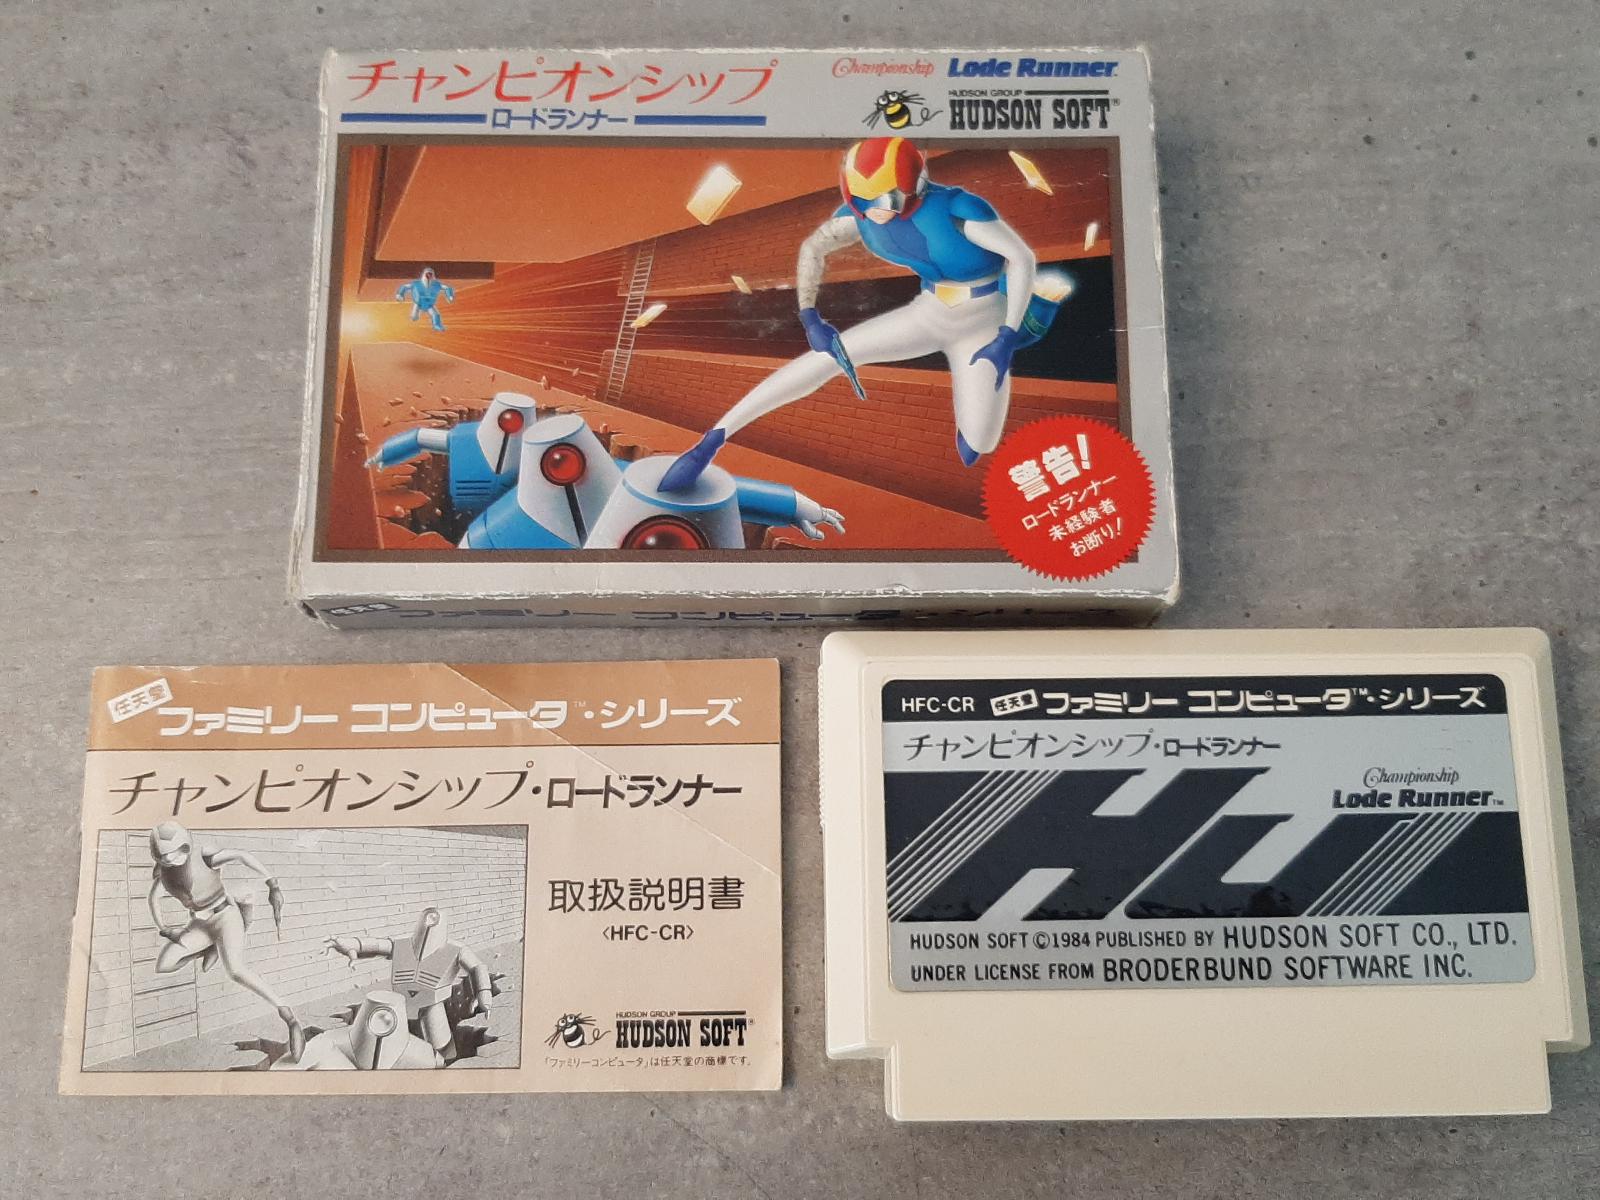 チャンピオンシップ
ロードランナー
Championship Lode Runner™
HUDSON GROUP
HUDSON SOFT®
警告!
ロードランナー
未経験者
お断り!
任天堂 ファミリー コンピュータ・シリーズ
任天堂 ファミリー コンピュータ™・シリーズ
チャンピオンシップ・ロードランナー
取扱説明書
〈HFC-CR〉
HUDSON GROUP
HUDSON SOFT®
「ファミリーコンピュータ」は任天堂の商標です。
HFC-CR 任天堂 ファミリー コンピュータ™・シリーズ
チャンピオンシップ・ロードランナー
Championship
Lode Runner™
HU
HUDSON SOFT ©1984 PUBLISHED BY HUDSON SOFT CO., LTD.
UNDER LICENSE FROM BRODERBUND SOFTWARE INC.